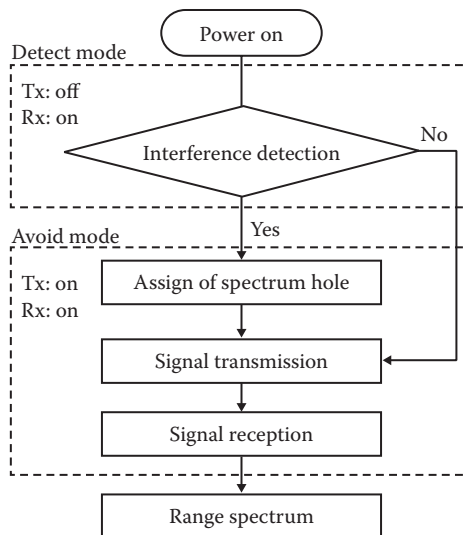 Power on
Detect mode
Tx: off
Rx: on
Interference detection
No
Yes
Avoid mode
Tx: on
Rx: on
Assign of spectrum hole
Signal transmission
Signal reception
Range spectrum